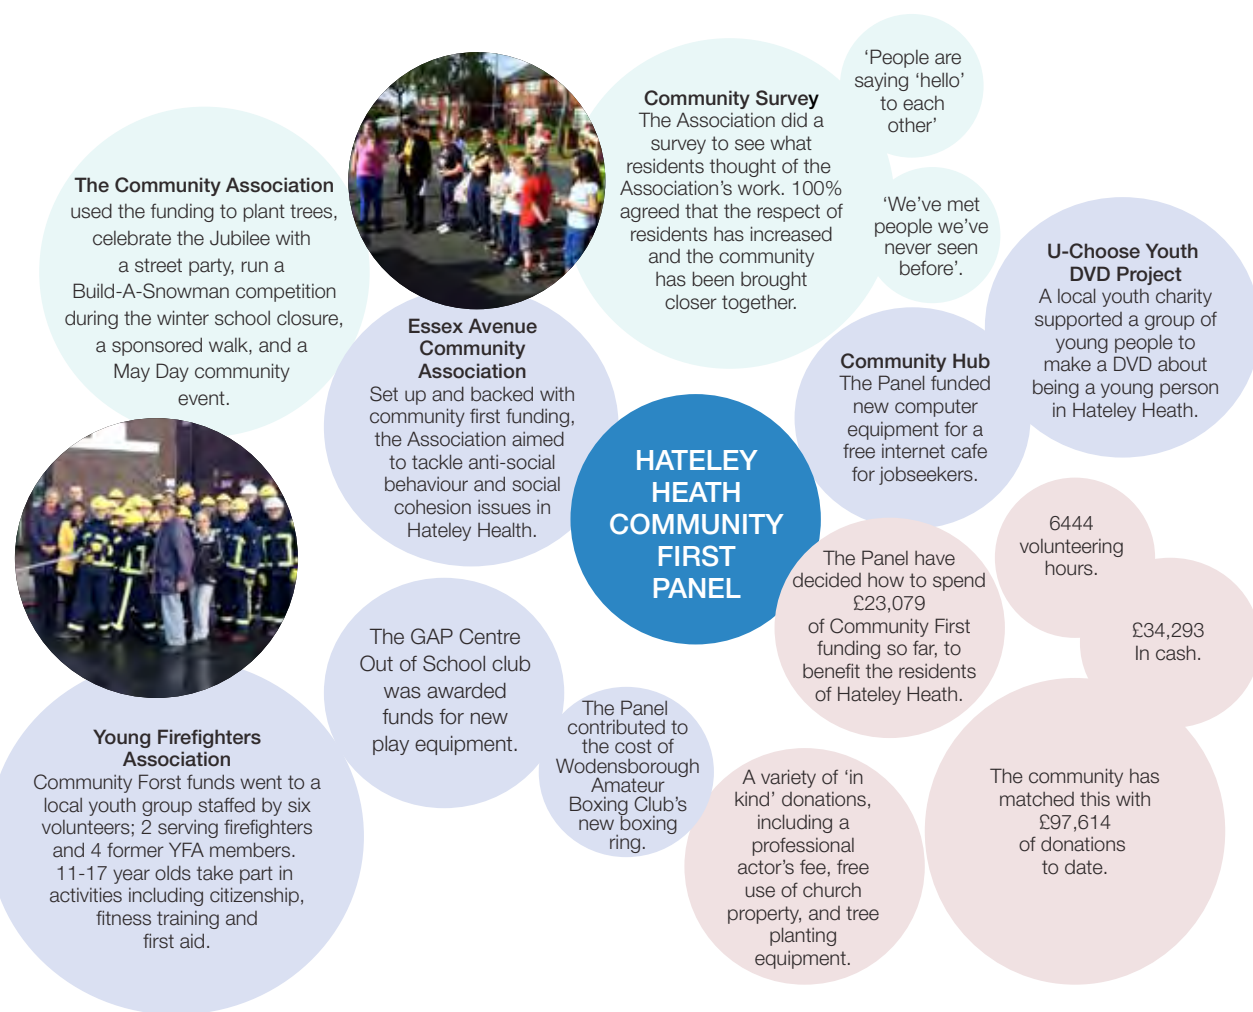 ‘People are
saying ‘hello’
to each
other’
Community Survey
The Association did a
survey to see what
residents thought of the
Association’s work. 100%
agreed that the respect of
residents has increased
and the community
has been brought
closer together.
The Community Association
used the funding to plant trees,
celebrate the Jubilee with
a street party, run a
Build-A-Snowman competition
during the winter school closure,
a sponsored walk, and a
May Day community
event.
‘We’ve met
people we’ve
never seen
before’.
U-Choose Youth
DVD Project
A local youth charity
supported a group of
young people to
make a DVD about
being a young person
in Hateley Heath.
Essex Avenue
Community
Association
Set up and backed with
community first funding,
the Association aimed
to tackle anti-social
behaviour and social
cohesion issues in
Hateley Health.
Community Hub
The Panel funded
new computer
equipment for a
free internet cafe
for jobseekers.
HATELEY
HEATH
COMMUNITY
FIRST
PANEL
6444
volunteering
hours.
The Panel have
decided how to spend
£23,079
of Community First
funding so far, to
benefit the residents
of Hateley Heath.
£34,293
In cash.
The GAP Centre
Out of School club
was awarded
funds for new
play equipment.
The Panel
contributed to
the cost of
Wodensborough
Amateur
Boxing Club’s
new boxing
ring.
Young Firefighters
Association
Community Forst funds went to a
local youth group staffed by six
volunteers; 2 serving firefighters
and 4 former YFA members.
11-17 year olds take part in
activities including citizenship,
fitness training and
first aid.
A variety of ‘in
kind’ donations,
including a
professional
actor’s fee, free
use of church
property, and tree
planting
equipment.
The community has
matched this with
£97,614
of donations
to date.